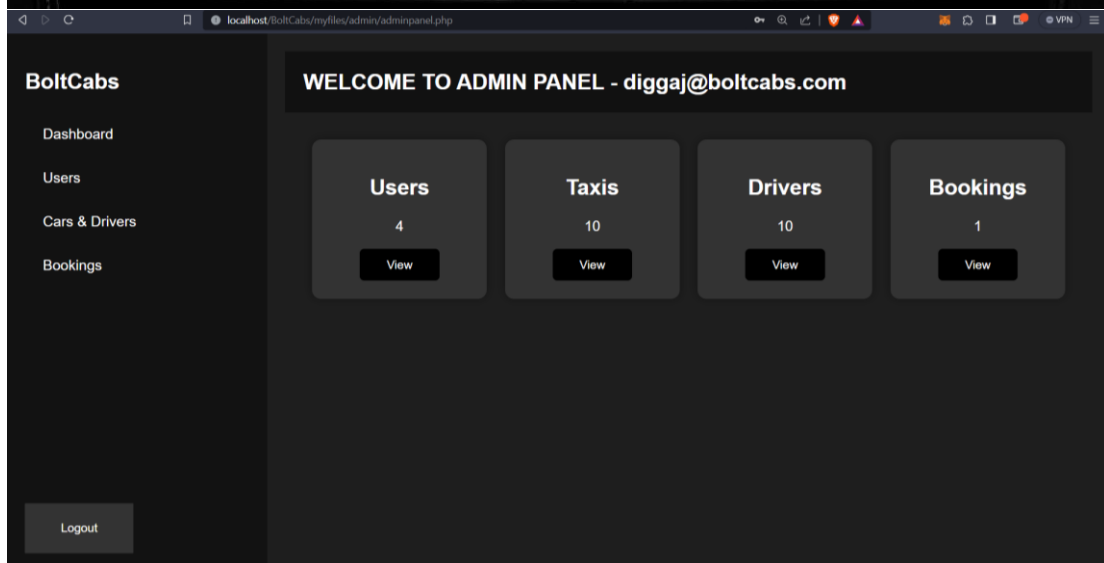 localhost/BoltCabs/myfiles/admin/adminpanel.php
VPN
BoltCabs
WELCOME TO ADMIN PANEL - diggaj@boltcabs.com
Dashboard
Users
Cars & Drivers
Bookings
Users
Taxis
Drivers
Bookings
4
10
10
1
View
View
View
View
Logout